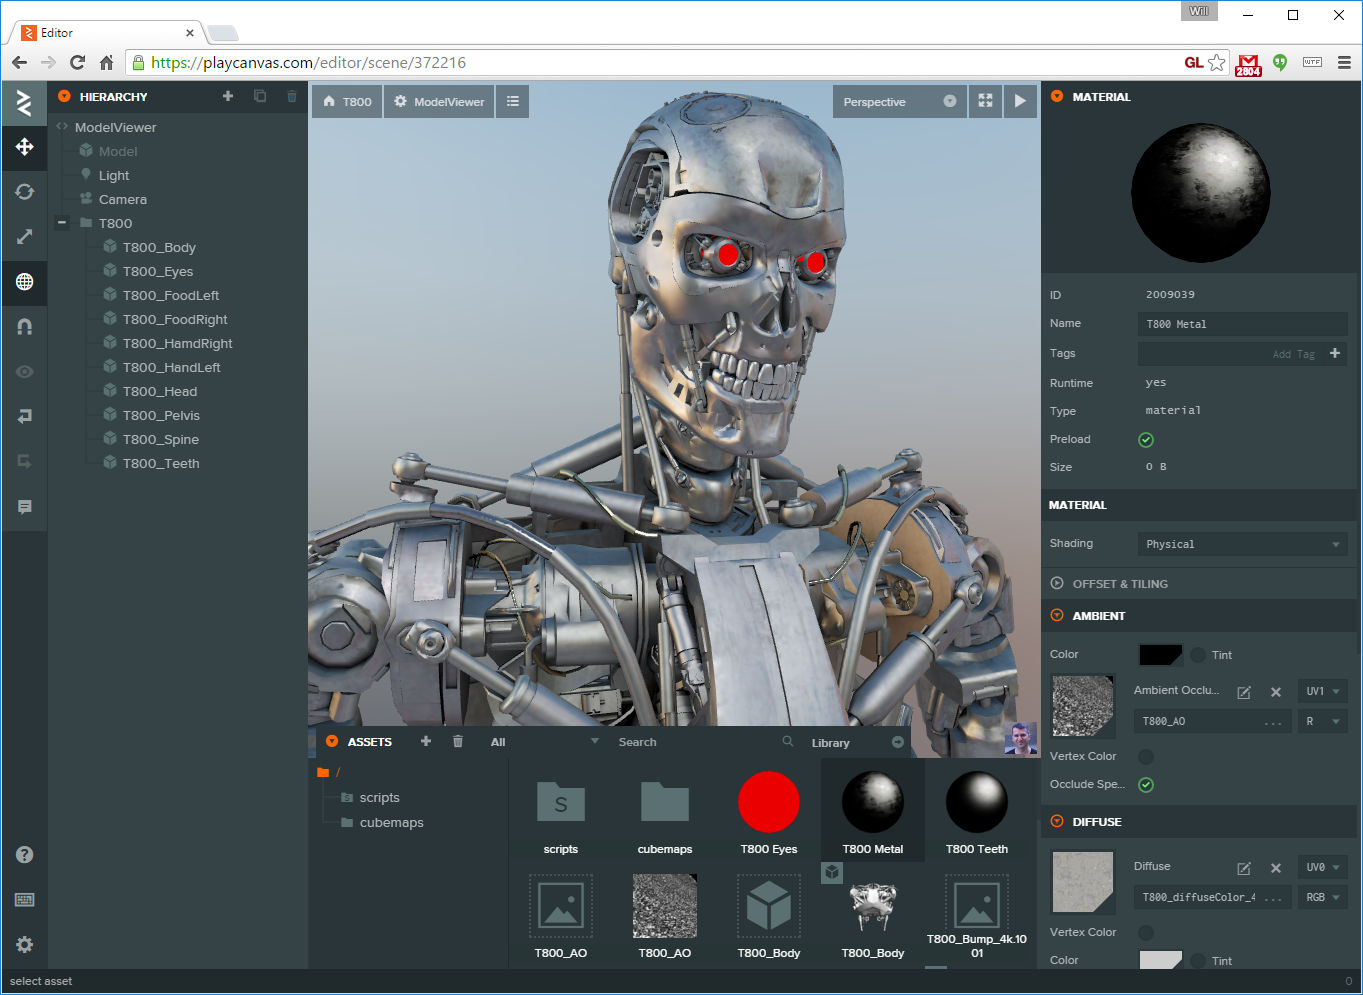 Will
Editor
https://playcanvas.com/editor/scene/372216
GL
2804
WTF
HIERARCHY
ModelViewer
Model
Light
Camera
T800
T800_Body
T800_Eyes
T800_FoodLeft
T800_FoodRight
T800_HamdRight
T800_HandLeft
T800_Head
T800_Pelvis
T800_Spine
T800_Teeth
T800
ModelViewer
Perspective
ASSETS
All
Search
Library
/
scripts
cubemaps
S
scripts
cubemaps
T800 Eyes
T800 Metal
T800 Teeth
T800_AO
T800_AO
T800_Body
T800_Body
T800_Bump_4k.10
01
MATERIAL
ID 2009039
Name T800 Metal
Tags Add Tag
Runtime yes
Type material
Preload
Size 0 B
MATERIAL
Shading Physical
OFFSET & TILING
AMBIENT
Color Tint
Ambient Occlu... UV1
T800_AO ... R
Vertex Color
Occlude Spe...
DIFFUSE
Diffuse UV0
T800_diffuseColor_4 ... RGB
Vertex Color
Color Tint
select asset
0